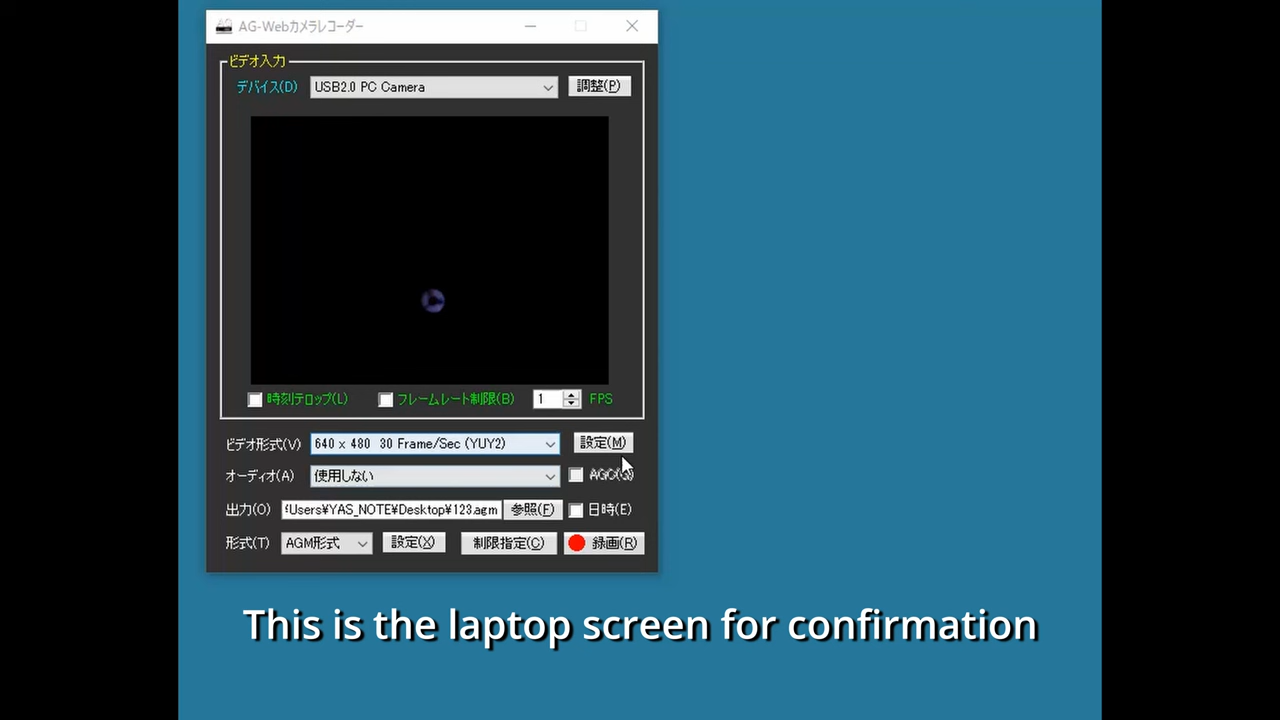 AG-Webカメラレコーダー
ビデオ入力
デバイス(D) USB2.0 PC Camera 調整(P)
時刻テロップ(L) フレームレート制限(B) 1 FPS
ビデオ形式(V) 640 x 480 30 Frame/Sec (YUY2) 設定(M)
オーディオ(A) 使用しない AGC(G)
出力(O) :¥Users¥YAS_NOTE¥Desktop¥123.agm 参照(F) 日時(E)
形式(T) AGM形式 設定(X) 制限指定(C) 録画(R)
This is the laptop screen for confirmation